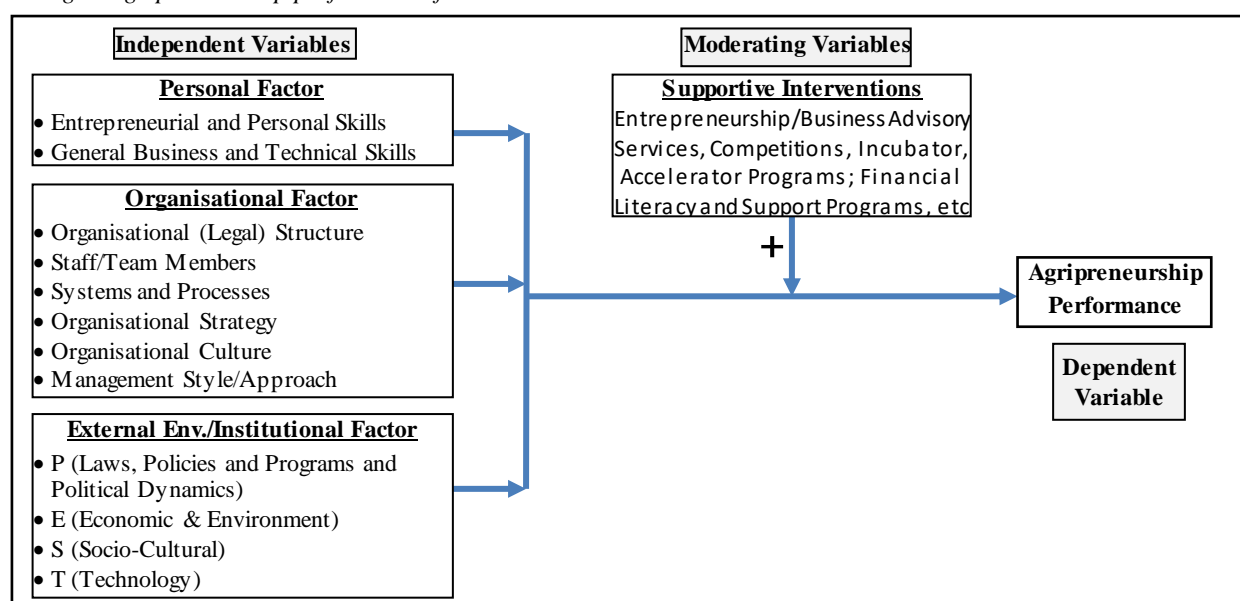 Independent Variables
Personal Factor
• Entrepreneurial and Personal Skills
• General Business and Technical Skills
Organisational Factor
• Organisational (Legal) Structure
• Staff/Team Members
• Systems and Processes
• Organisational Strategy
• Organisational Culture
• Management Style/Approach
External Env./Institutional Factor
• P (Laws, Policies and Programs and
Political Dynamics)
• E (Economic & Environment)
• S (Socio-Cultural)
• T (Technology)
Moderating Variables
Supportive Interventions
Entrepreneurship/Business Advisory
Services, Competitions, Incubator,
Accelerator Programs; Financial
Literacy and Support Programs, etc
+
Agripreneurship
Performance
Dependent
Variable